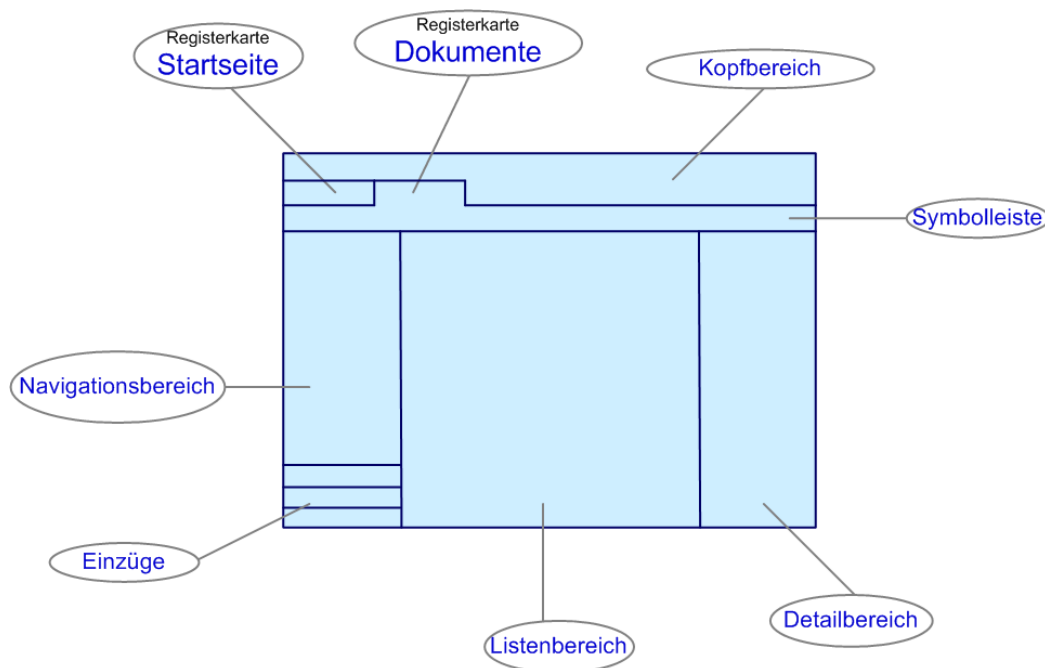 Registerkarte
Startseite
Registerkarte
Dokumente
Kopfbereich
Symbolleiste
Navigationsbereich
Einzüge
Listenbereich
Detailbereich